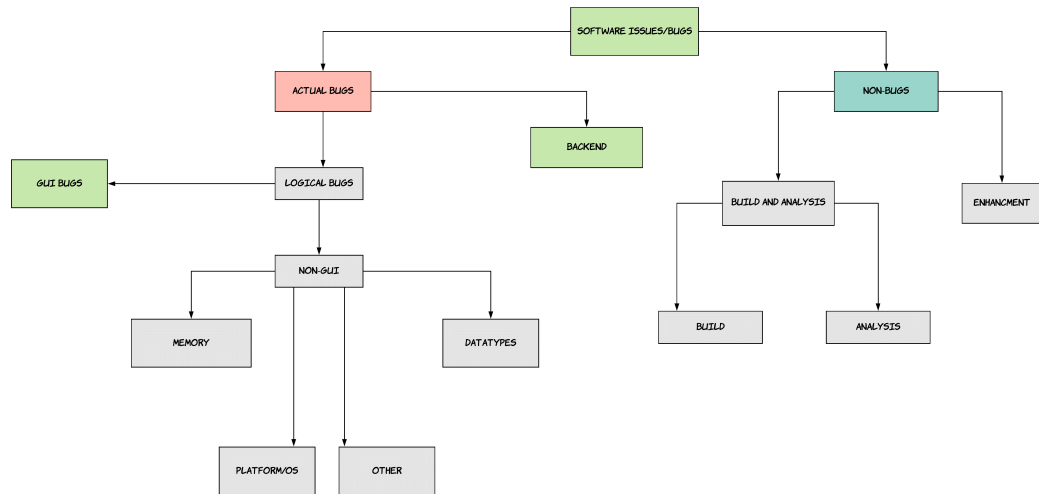 SOFTWARE ISSUES/BUGS
ACTUAL BUGS
NON-BUGS
BACKEND
GUI BUGS
LOGICAL BUGS
BUILD AND ANALYSIS
ENHANCMENT
NON-GUI
MEMORY
DATATYPES
BUILD
ANALYSIS
PLATFORM/OS
OTHER